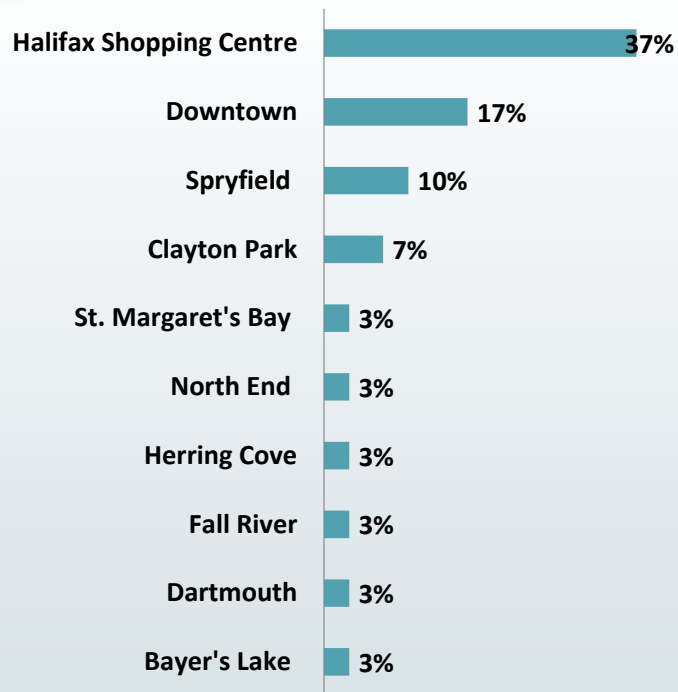 Halifax Shopping Centre 37%
Downtown 17%
Spryfield 10%
Clayton Park 7%
St. Margaret's Bay 3%
North End 3%
Herring Cove 3%
Fall River 3%
Dartmouth 3%
Bayer's Lake 3%